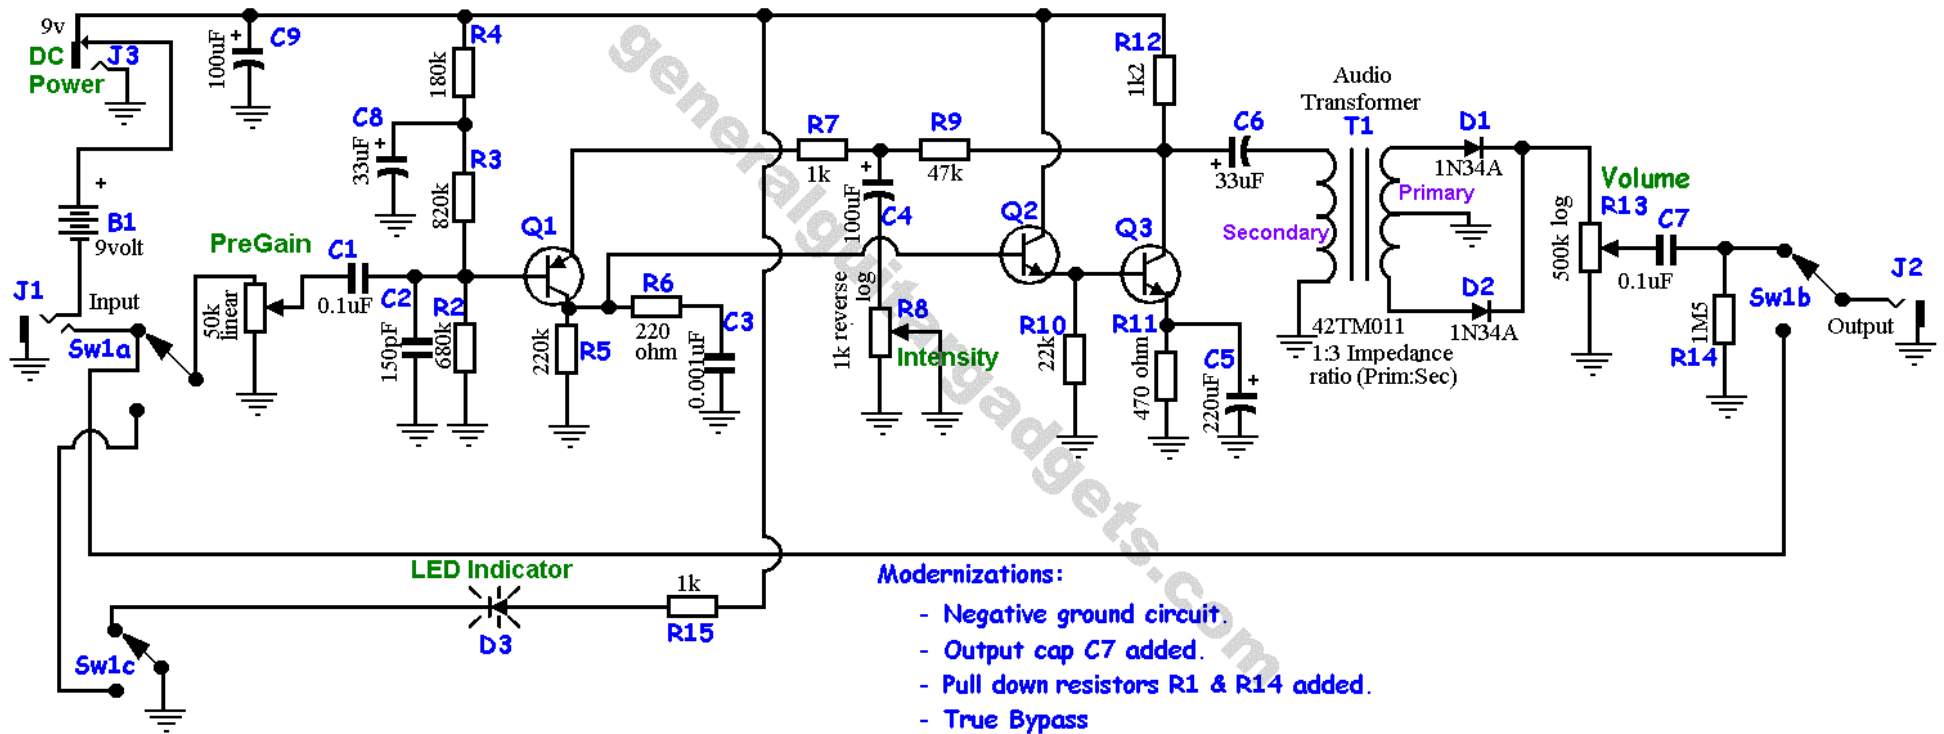 9v
DC
Power
J3
100uF
+
C9
R4
180k
C8
33uF
+
R3
820k
R7
1k
R9
47k
R12
1k2
C6
+
33uF
Audio
Transformer
T1
Primary
Secondary
42TM011
1:3 Impedance
ratio (Prim:Sec)
D1
1N34A
D2
1N34A
Volume
R13
500k log
C7
0.1uF
R14
1M5
Sw1b
J2
Output
+
B1
9volt
J1
Input
Sw1a
PreGain
50k
linear
C1
0.1uF
C2
150pF
R2
680k
Q1
R5
220k
R6
220
ohm
C3
0.001uF
+
100uF
C4
1k reverse
log
R8
Intensity
Q2
Q3
R10
22k
R11
470 ohm
C5
220uF
+
LED Indicator
D3
1k
R15
Sw1c
Modernizations:
- Negative ground circuit.
- Output cap C7 added.
- Pull down resistors R1 & R14 added.
- True Bypass
generalguitargadgets.com